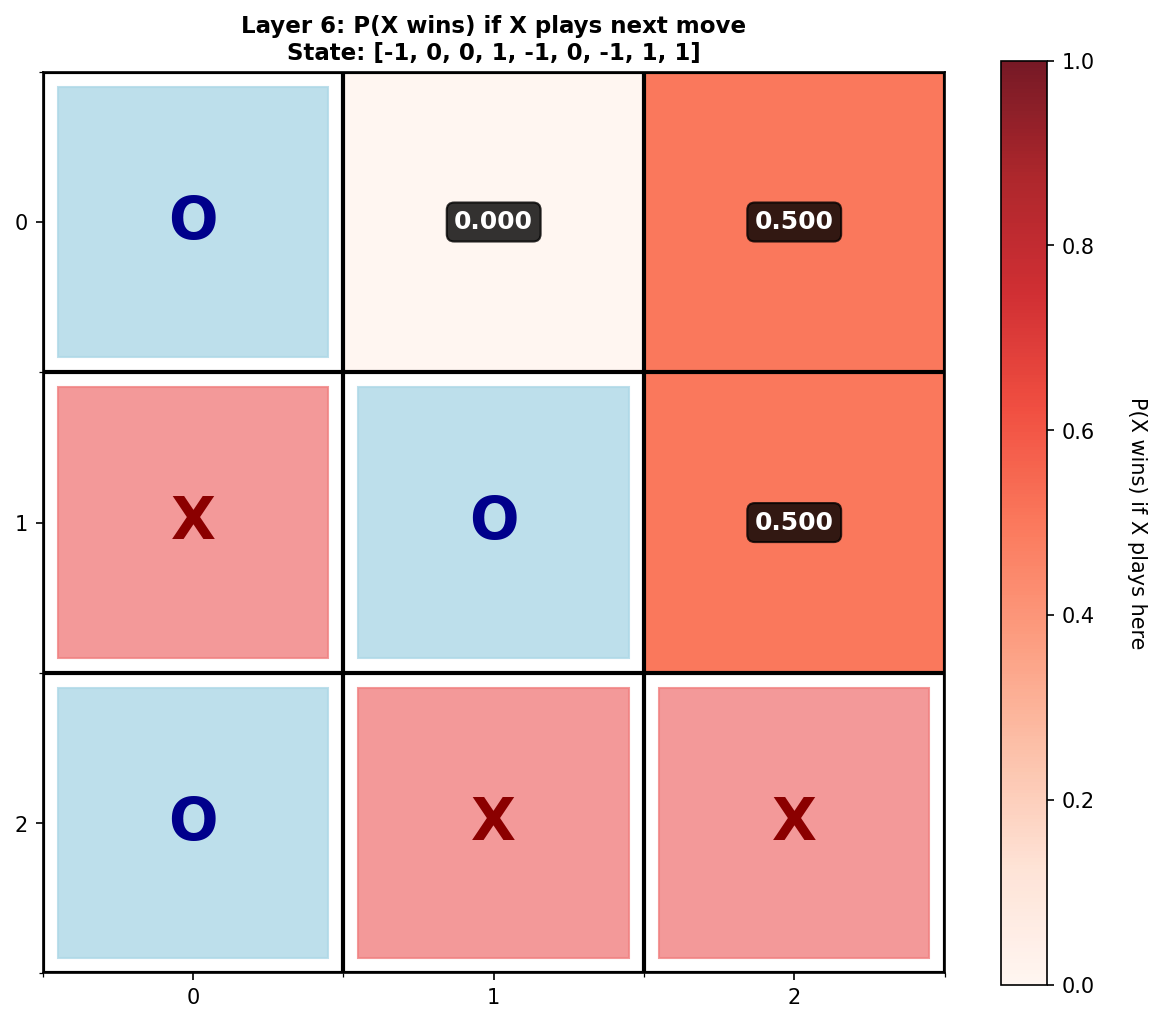 Layer 6: P(X wins) if X plays next move
State: [-1, 0, 0, 1, -1, 0, -1, 1, 1]
0
O
0.000
0.500
1
X
O
0.500
2
O
X
X
0
1
2
1.0
0.8
0.6
0.4
0.2
0.0
P(X wins) if X plays here